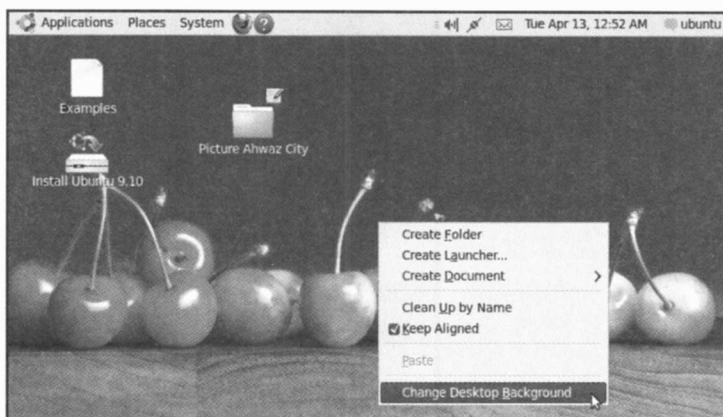 Applications Places System ?
Tue Apr 13, 12:52 AM ubuntu
Examples
Picture Ahwaz City
Install Ubuntu 9.10
Create Folder
Create Launcher...
Create Document
Clean Up by Name
Keep Aligned
Paste
Change Desktop Background